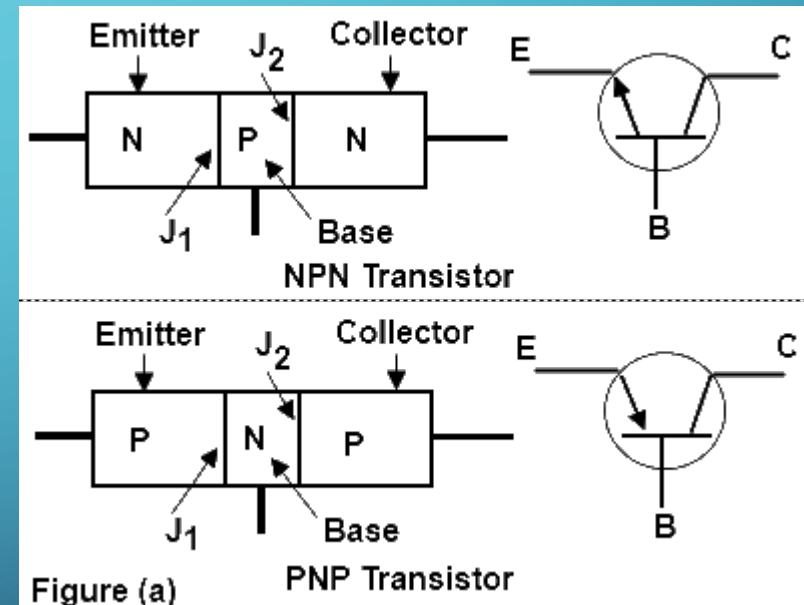 Emitter
J2
Collector
N
P
N
J1
Base
NPN Transistor
E
C
B
Emitter
J2
Collector
P
N
P
J1
Base
PNP Transistor
E
C
B
Figure (a)